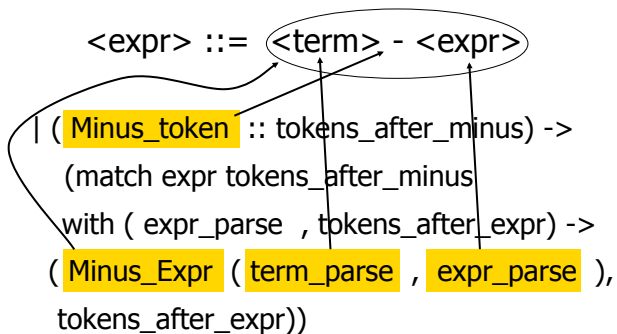 <expr> ::= <term> - <expr>
| ( Minus_token :: tokens_after_minus) ->
(match expr tokens_after_minus
with ( expr_parse , tokens_after_expr) ->
( Minus_Expr ( term_parse , expr_parse ),
tokens_after_expr))